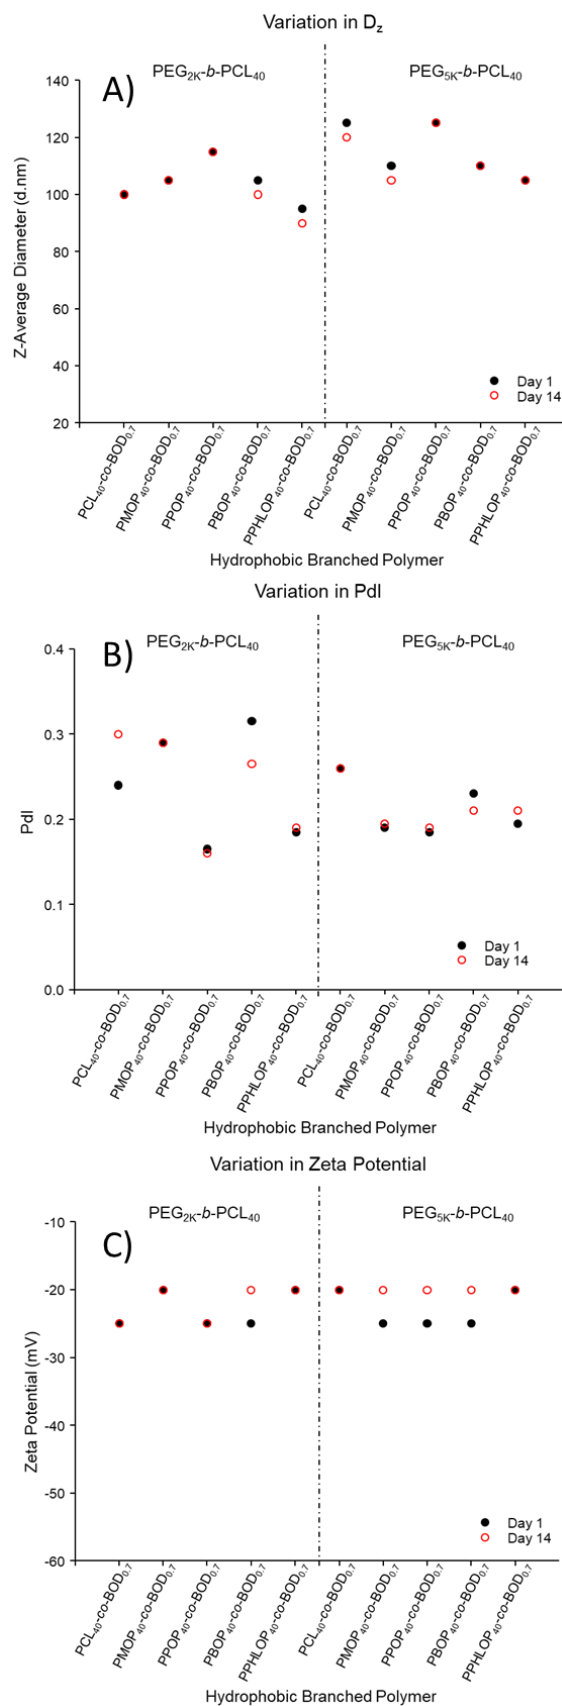 Variation in Dz
PEG2K-b-PCL40 PEG5K-b-PCL40
A)
140
120
100
80
60
40
20
Z-Average Diameter (d.nm)
Day 1
Day 14
PCL40-co-BOD0.7
PMOP40-co-BOD0.7
PPOP40-co-BOD0.7
PBOP40-co-BOD0.7
PPHLOP40-co-BOD0.7
PCL40-co-BOD0.7
PMOP40-co-BOD0.7
PPOP40-co-BOD0.7
PBOP40-co-BOD0.7
PPHLOP40-co-BOD0.7
Hydrophobic Branched Polymer
Variation in PdI
PEG2K-b-PCL40 PEG5K-b-PCL40
B)
0.4
0.3
0.2
0.1
0.0
PdI
Day 1
Day 14
PCL40-co-BOD0.7
PMOP40-co-BOD0.7
PPOP40-co-BOD0.7
PBOP40-co-BOD0.7
PPHLOP40-co-BOD0.7
PCL40-co-BOD0.7
PMOP40-co-BOD0.7
PPOP40-co-BOD0.7
PBOP40-co-BOD0.7
PPHLOP40-co-BOD0.7
Hydrophobic Branched Polymer
Variation in Zeta Potential
PEG2K-b-PCL40 PEG5K-b-PCL40
C)
-10
-20
-30
-40
-50
-60
Zeta Potential (mV)
Day 1
Day 14
PCL40-co-BOD0.7
PMOP40-co-BOD0.7
PPOP40-co-BOD0.7
PBOP40-co-BOD0.7
PPHLOP40-co-BOD0.7
PCL40-co-BOD0.7
PMOP40-co-BOD0.7
PPOP40-co-BOD0.7
PBOP40-co-BOD0.7
PPHLOP40-co-BOD0.7
Hydrophobic Branched Polymer